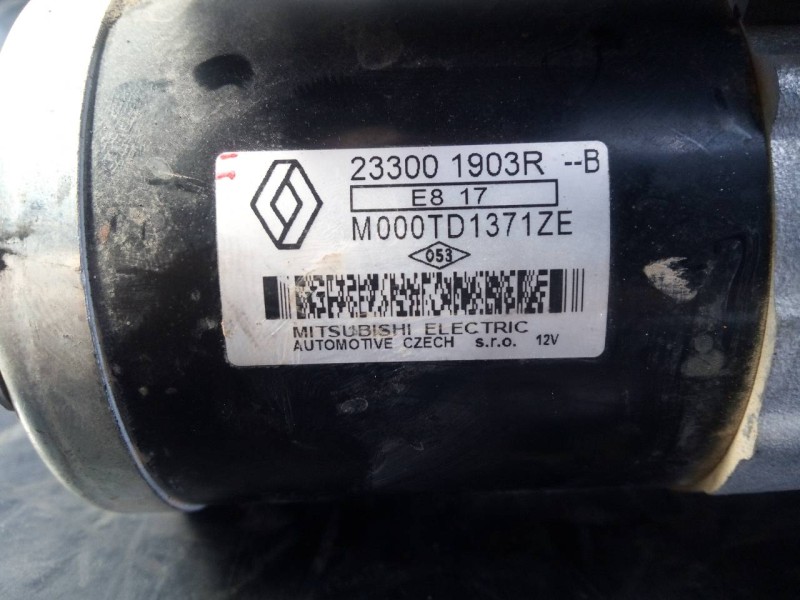 23300 1903R --B
E8 17
M000TD1371ZE
053
MITSUBISHI ELECTRIC
AUTOMOTIVE CZECH s.r.o. 12V